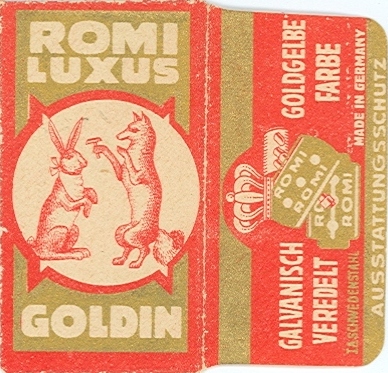 ROMI
LUXUS
GOLDIN
GOLDGELBE
FARBE
MADE IN GERMANY
ROMI
ROMI
ROMI
ROMI
GALVANISCH
VEREDELT
I A SCHWEDENSTAHL
AUSSTATTUNGSSCHUTZ